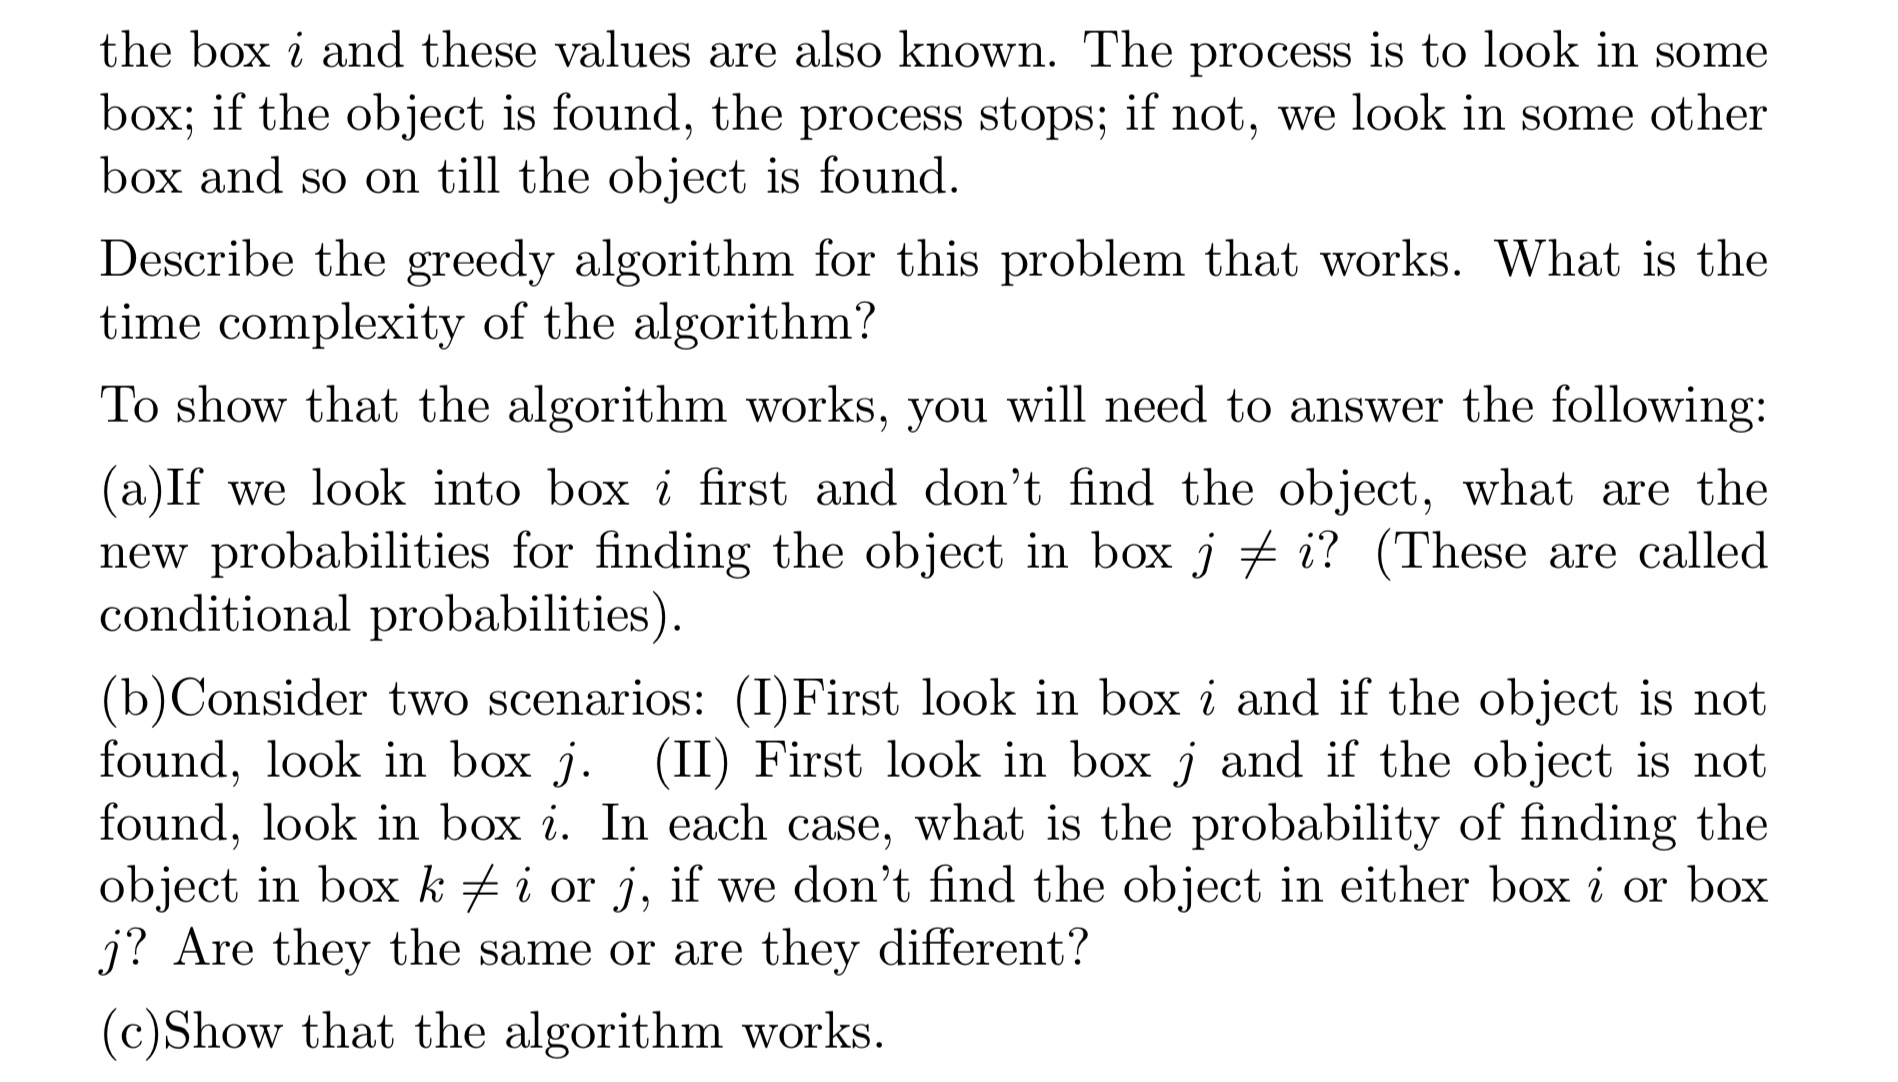 the box i and these values are also known. The process is to look in some
box; if the object is found, the process stops; if not, we look in some other
box and so on till the object is found.
Describe the greedy algorithm for this problem that works. What is the
time complexity of the algorithm?
To show that the algorithm works, you will need to answer the following:
(a)If we look into box i first and don't find the object, what are the
new probabilities for finding the object in box j ≠ i? (These are called
conditional probabilities).
(b)Consider two scenarios: (I)First look in box i and if the object is not
found, look in box j. (II) First look in box j and if the object is not
found, look in box i. In each case, what is the probability of finding the
object in box k ≠ i or j, if we don't find the object in either box i or box
j? Are they the same or are they different?
(c)Show that the algorithm works.